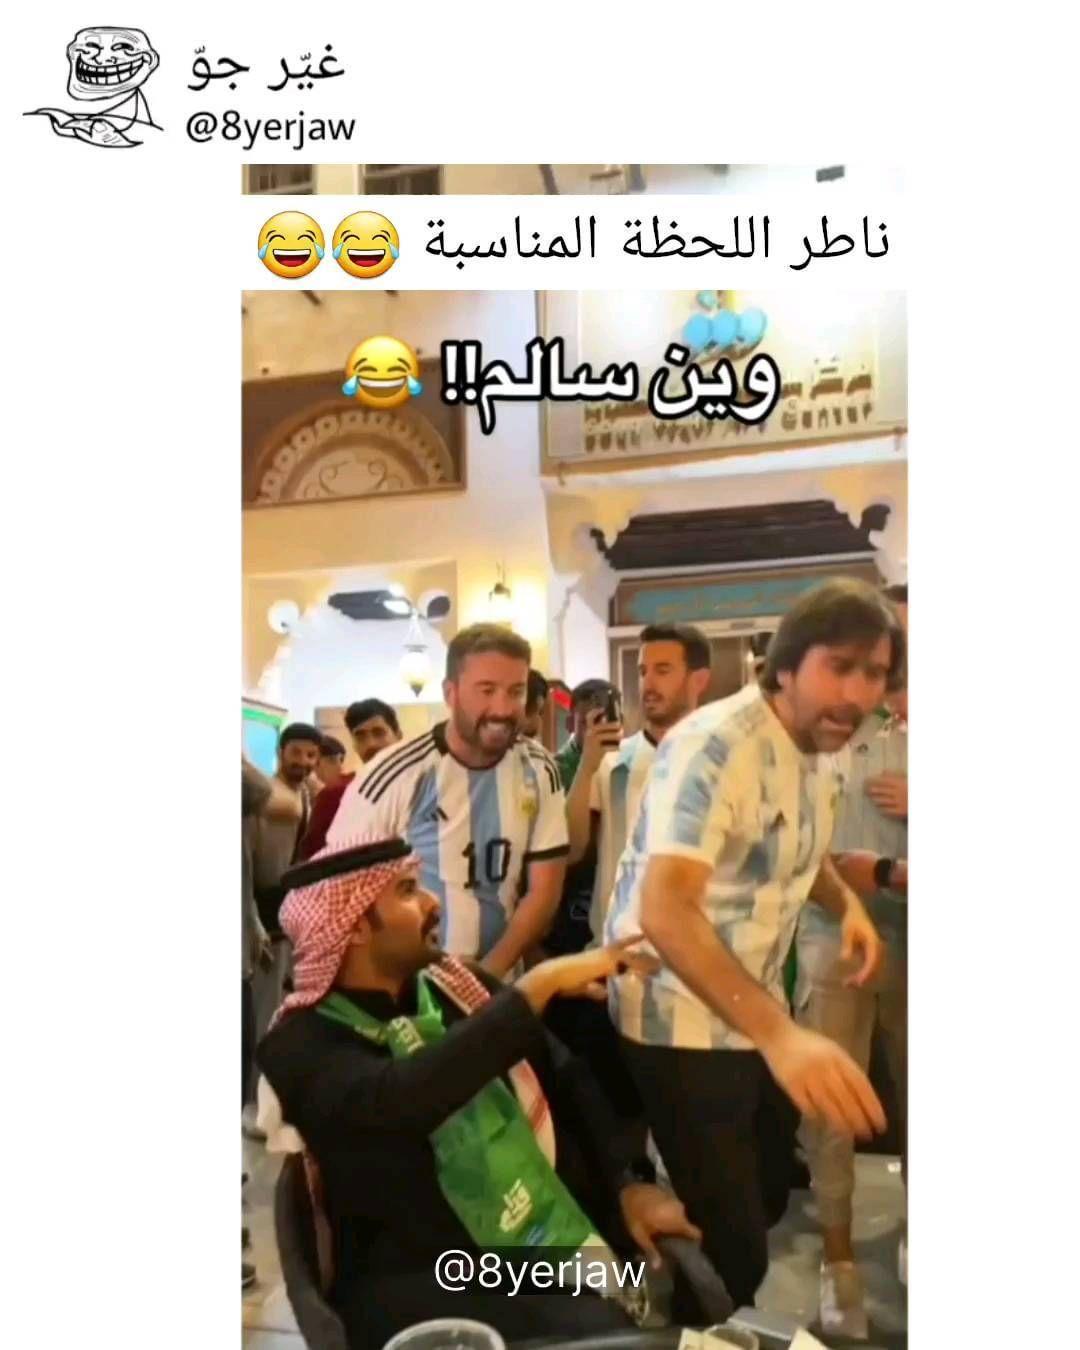 غيّر جوّ
@8yerjaw
ناطر اللحظة المناسبة 😂😂
وين سالم!! 😂
10
@8yerjaw